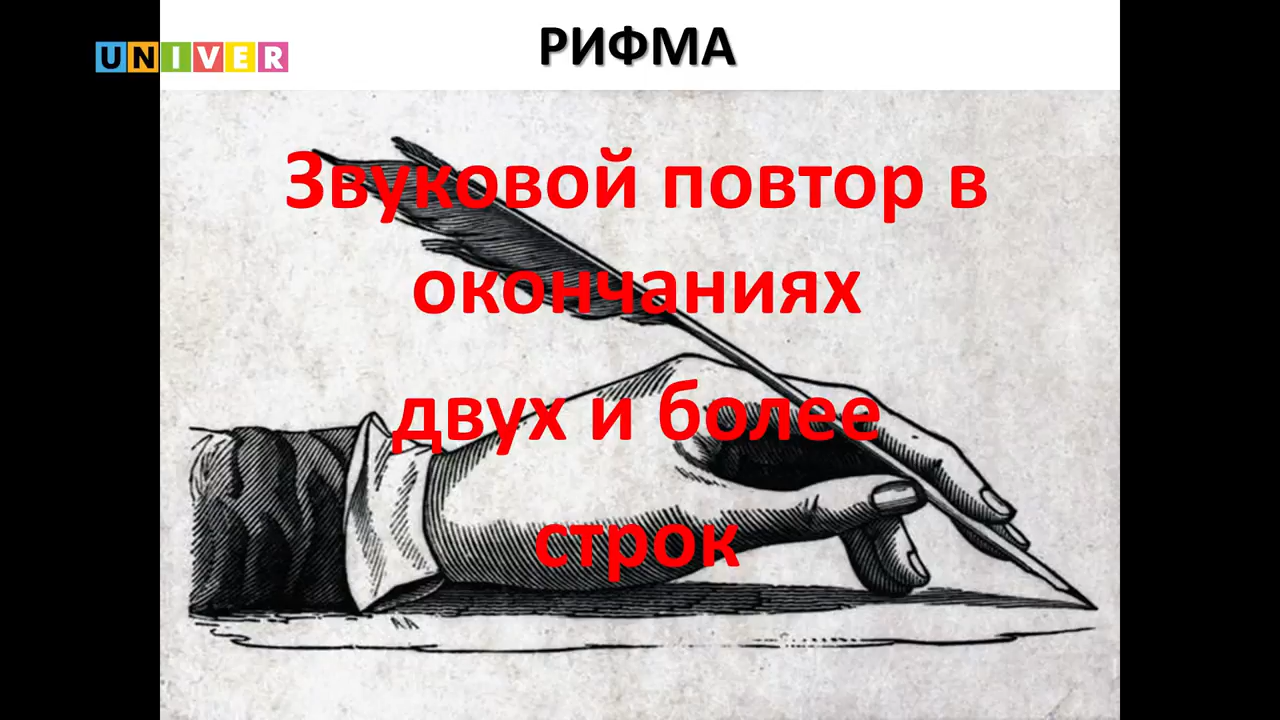 UNIVER
РИФМА
Звуковой повтор в
окончаниях
двух и более
строк